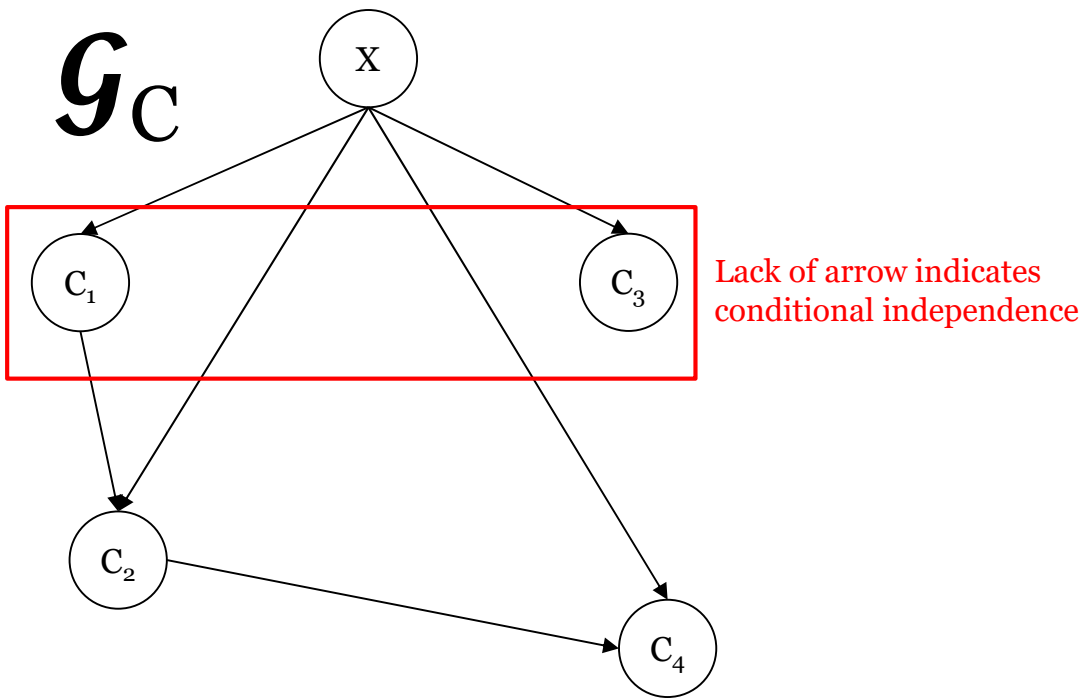 𝓖C
X
C1
C3
Lack of arrow indicates
conditional independence
C2
C4